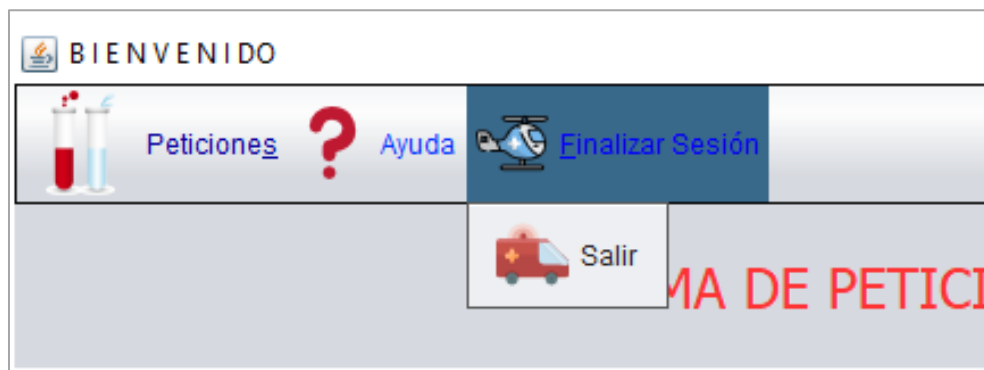 BIENVENIDO
Peticiones Ayuda Finalizar Sesión
Salir
MA DE PETICI